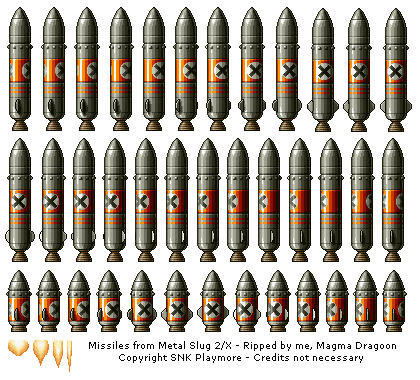 Missiles from Metal Slug 2/X - Ripped by me, Magma Dragoon
Copyright SNK Playmore - Credits not necessary